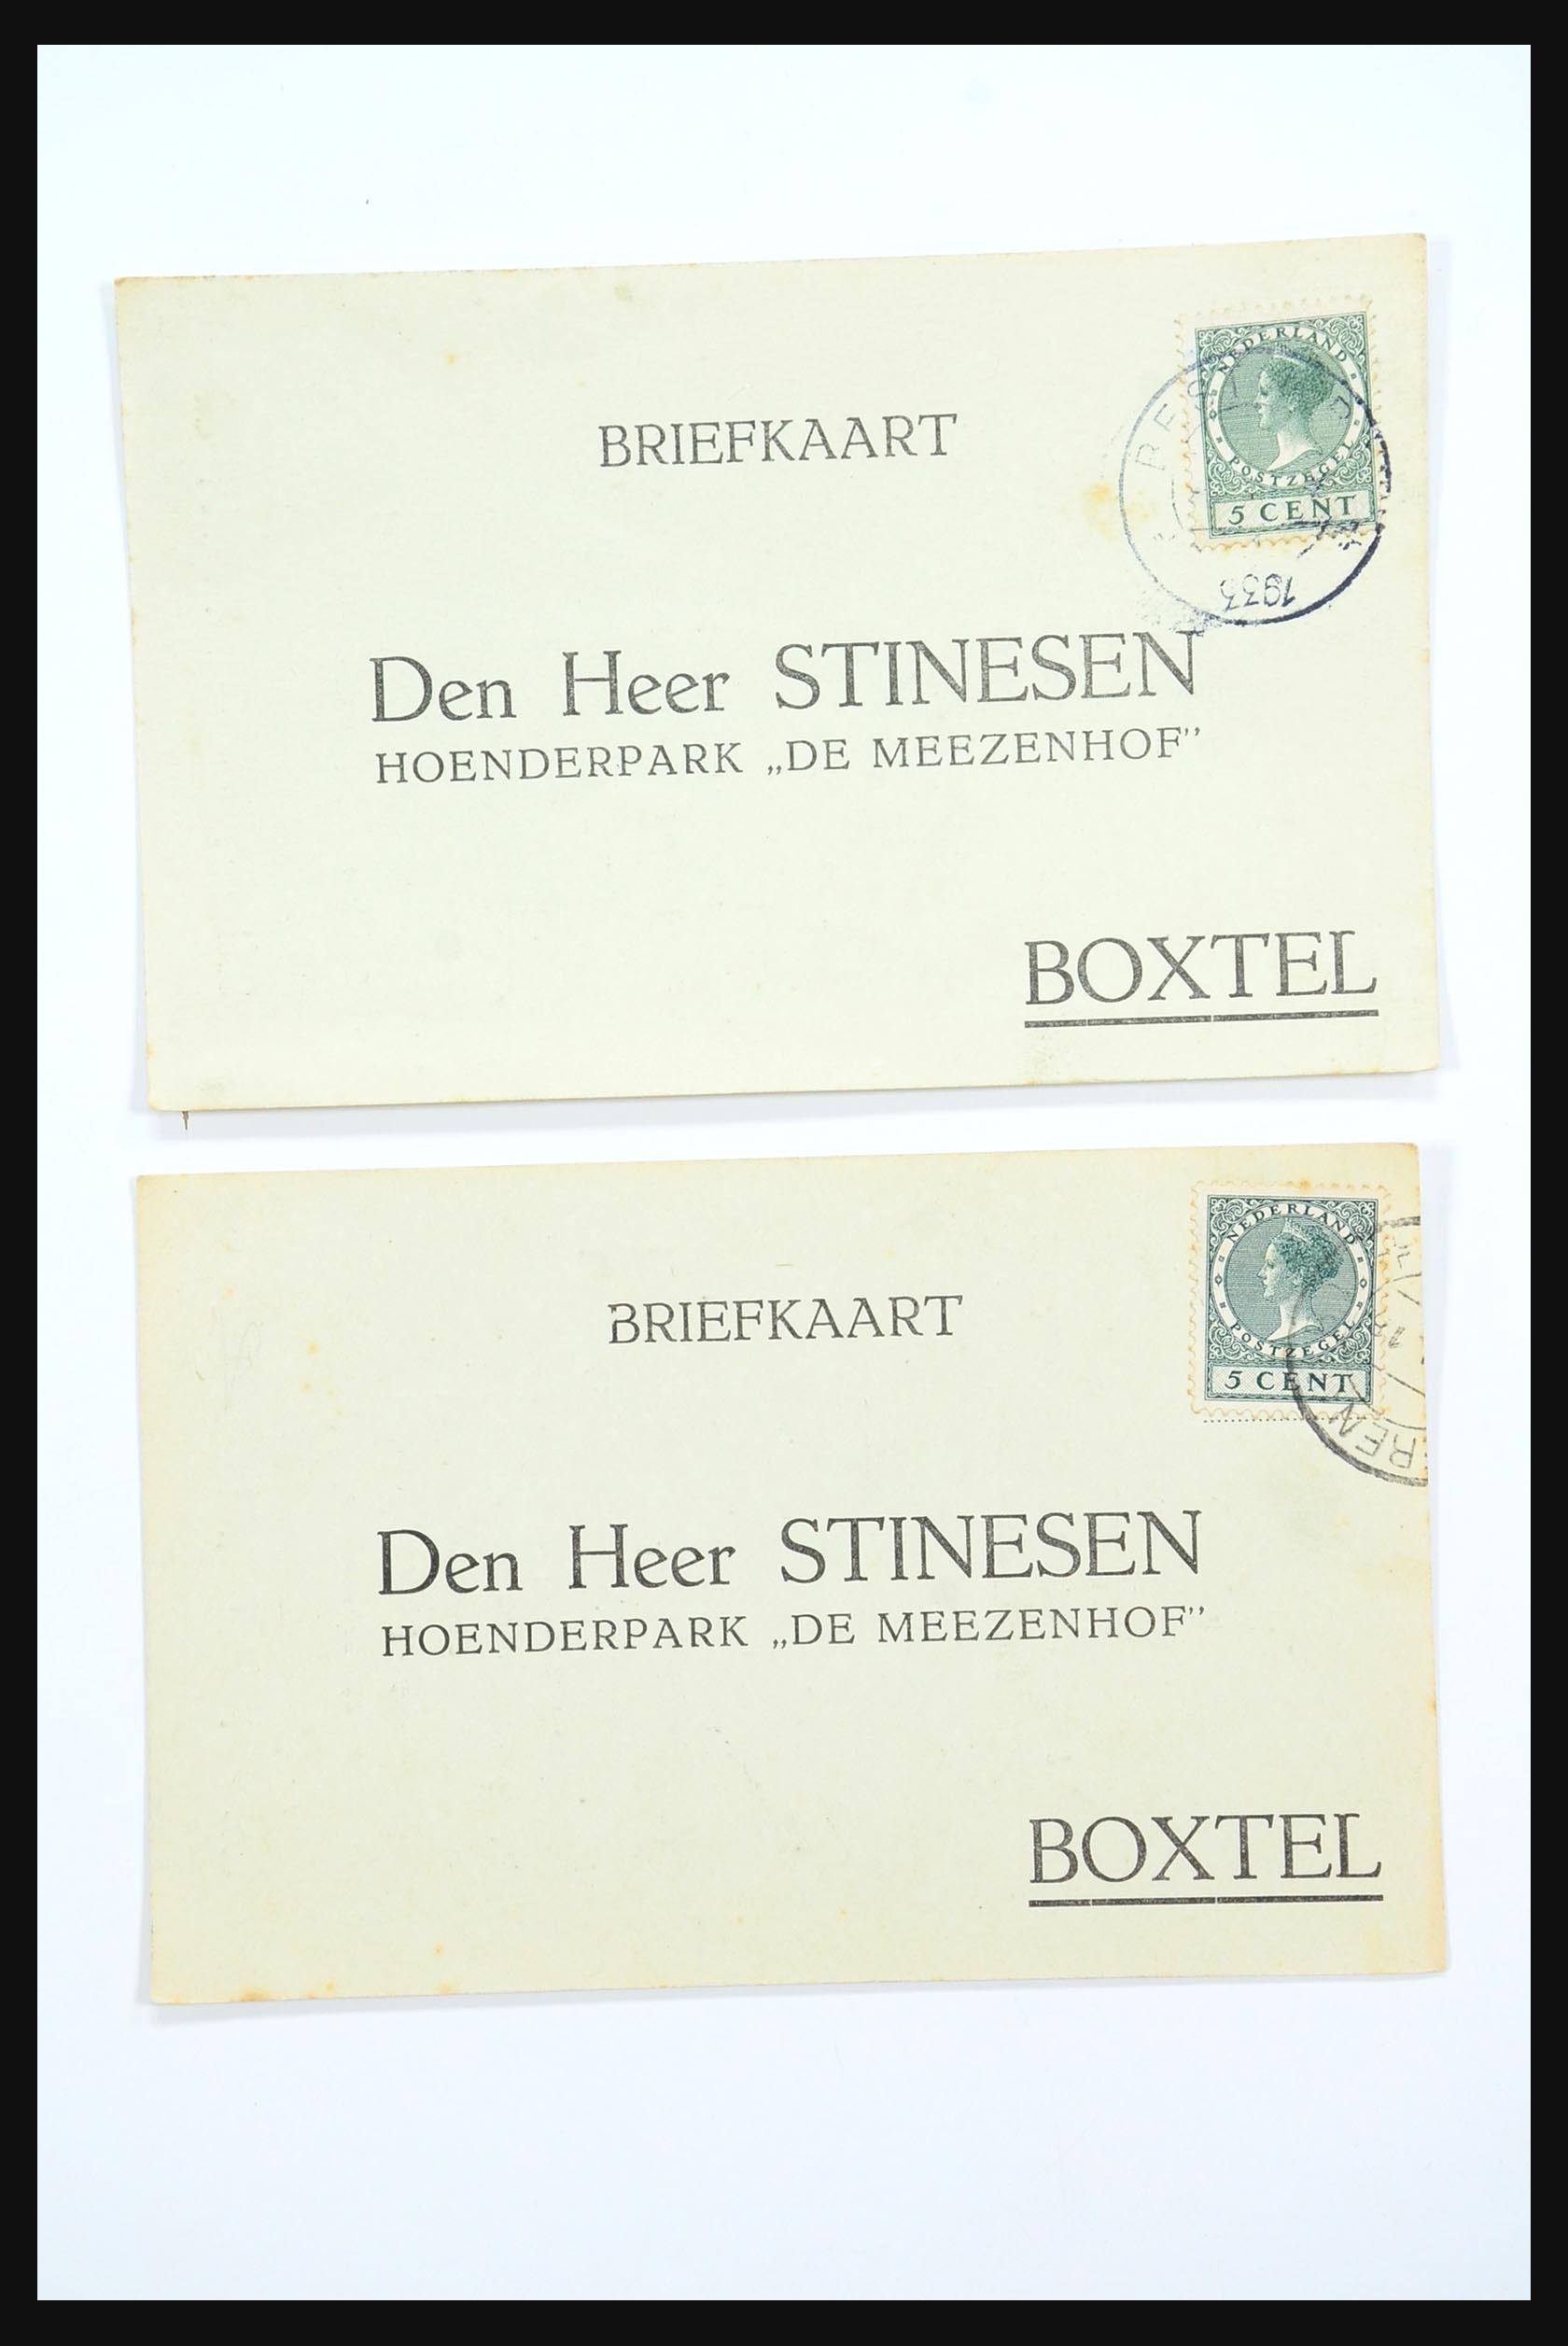 NEDERLAND
BRIEFKAART
POSTZEGEL
5 CENT
1933
Den Heer STINESEN
HOENDERPARK „DE MEEZENHOF”
BOXTEL
NEDERLAND
BRIEFKAART
POSTZEGEL
5 CENT
Den Heer STINESEN
HOENDERPARK „DE MEEZENHOF”
BOXTEL